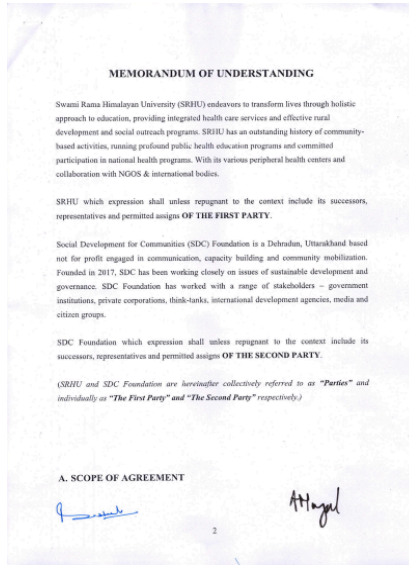 MEMORANDUM OF UNDERSTANDING
Swami Rama Himalayan University (SRHU) endeavors to transform lives through holistic
approach to education, providing integrated health care services and effective rural
development and social outreach programs. SRHU has an outstanding history of community-
based activities, running profound public health education programs and committed
participation in national health programs. With its various peripheral health centers and
collaboration with NGOS & international bodies.
SRHU which expression shall unless repugnant to the context include its successors,
representatives and permitted assigns OF THE FIRST PARTY.
Social Development for Communities (SDC) Foundation is a Dehradun, Uttarakhand based
not for profit engaged in communication, capacity building and community mobilization.
Founded in 2017, SDC has been working closely on issues of sustainable development and
governance. SDC Foundation has worked with a range of stakeholders – government
institutions, private corporations, think-tanks, international development agencies, media and
citizen groups.
SDC Foundation which expression shall unless repugnant to the context include its
successors, representatives and permitted assigns OF THE SECOND PARTY.
(SRHU and SDC Foundation are hereinafter collectively referred to as “Parties” and
individually as “The First Party” and “The Second Party” respectively.)
A. SCOPE OF AGREEMENT
2